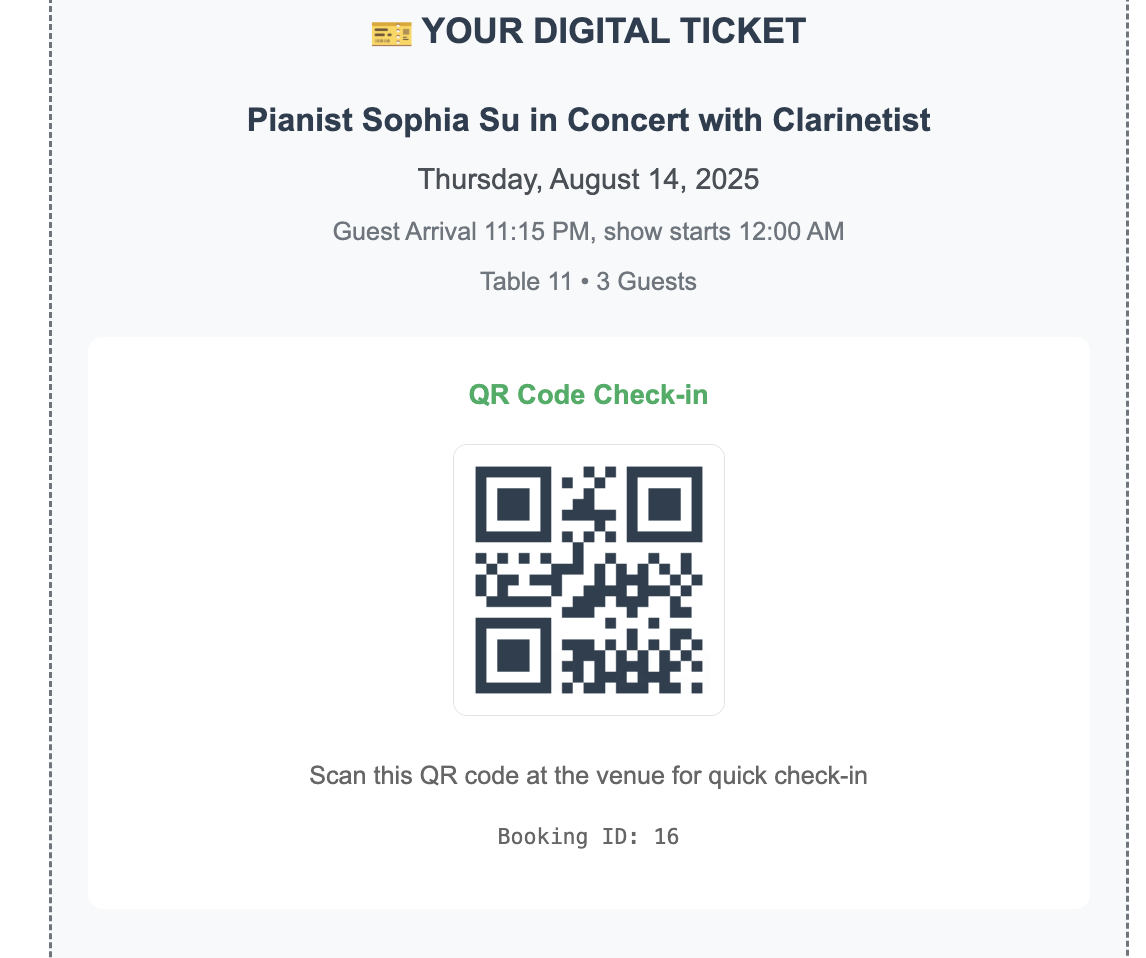 🎫 YOUR DIGITAL TICKET
Pianist Sophia Su in Concert with Clarinetist
Thursday, August 14, 2025
Guest Arrival 11:15 PM, show starts 12:00 AM
Table 11 • 3 Guests
QR Code Check-in
Scan this QR code at the venue for quick check-in
Booking ID: 16